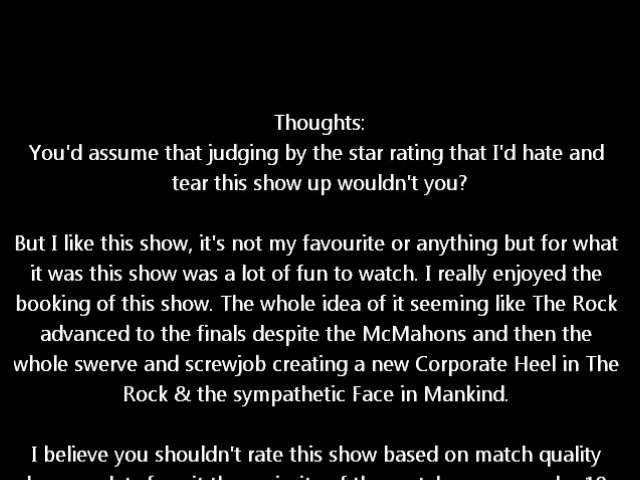 Thoughts:
You'd assume that judging by the star rating that I'd hate and
tear this show up wouldn't you?
But I like this show, it's not my favourite or anything but for what
it was this show was a lot of fun to watch. I really enjoyed the
booking of this show. The whole idea of it seeming like The Rock
advanced to the finals despite the McMahons and then the
whole swerve and screwjob creating a new Corporate Heel in The
Rock & the sympathetic Face in Mankind.
I believe you shouldn't rate this show based on match quality